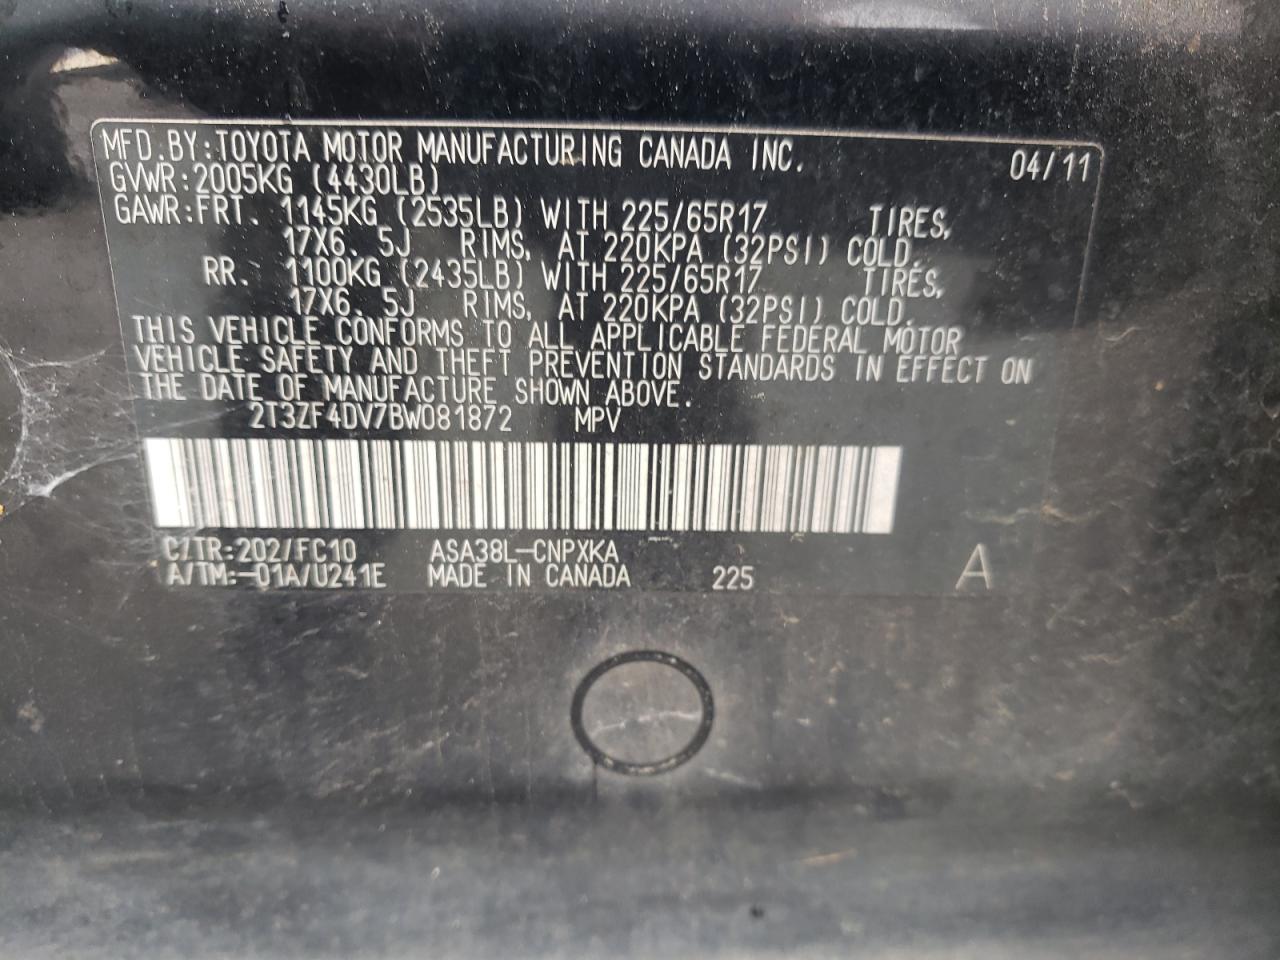 MFD.BY:TOYOTA MOTOR MANUFACTURING CANADA INC. 04/11
GVWR:2005KG (4430LB)
GAWR:FRT. 1145KG (2535LB) WITH 225/65R17 TIRES,
17X6.5J RIMS, AT 220KPA (32PSI) COLD.
RR. 1100KG (2435LB) WITH 225/65R17 TIRES,
17X6.5J RIMS, AT 220KPA (32PSI) COLD.
THIS VEHICLE CONFORMS TO ALL APPLICABLE FEDERAL MOTOR
VEHICLE SAFETY AND THEFT PREVENTION STANDARDS IN EFFECT ON
THE DATE OF MANUFACTURE SHOWN ABOVE.
2T3ZF4DV7BW081872 MPV
C/TR:202/FC10 ASA38L-CNPXKA
A/TM:-01A/U241E MADE IN CANADA 225 A